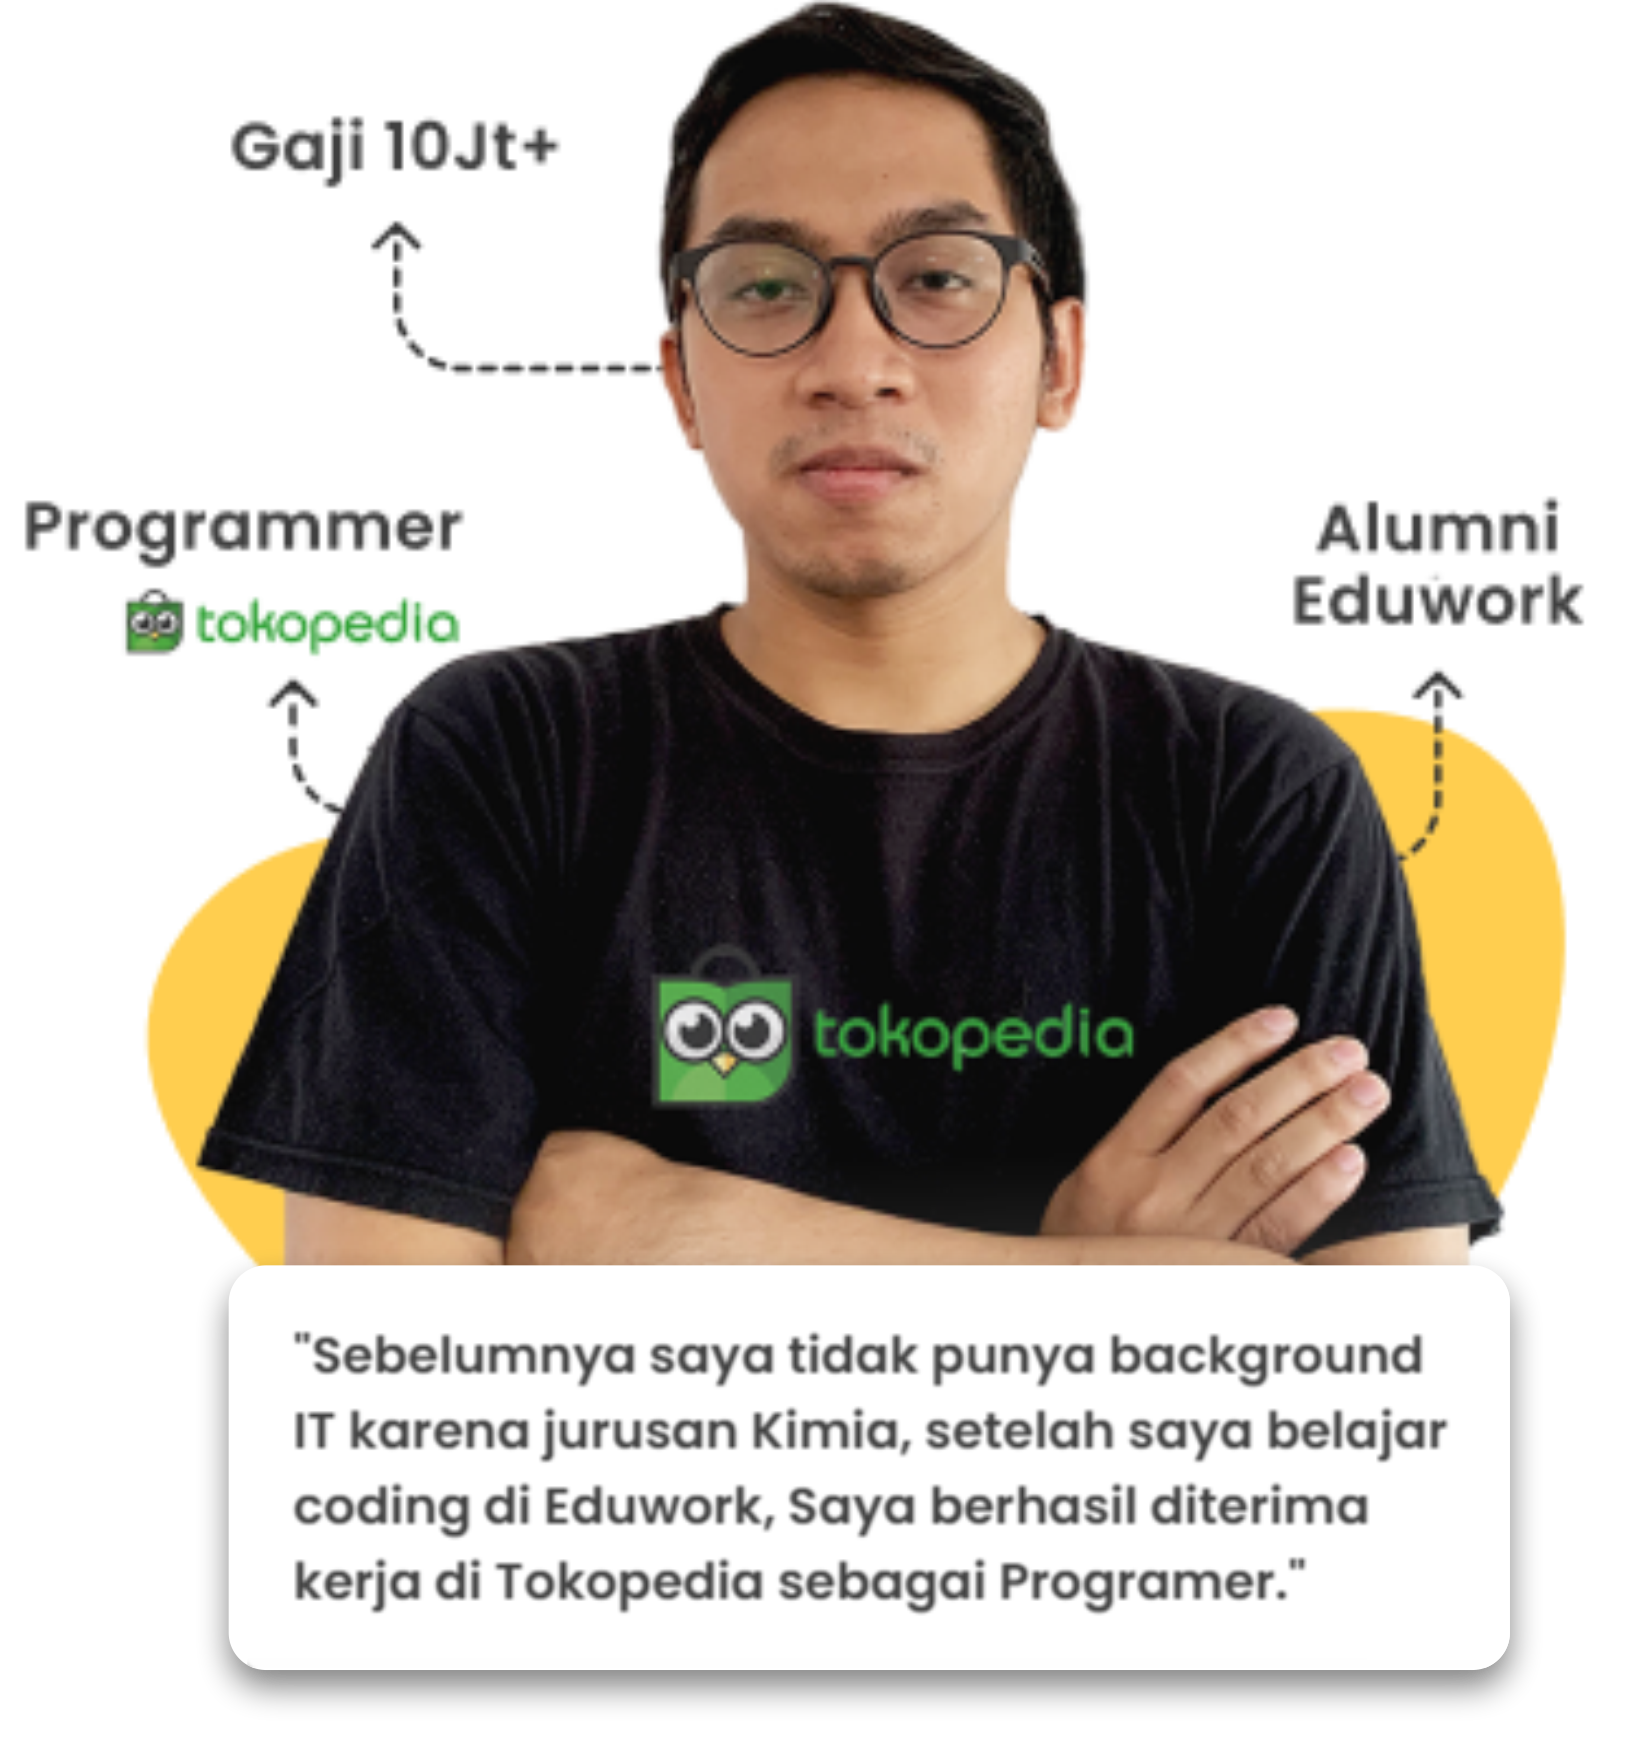 Gaji 10Jt+
Programmer
tokopedia
Alumni
Eduwork
tokopedia
"Sebelumnya saya tidak punya background
IT karena jurusan Kimia, setelah saya belajar
coding di Eduwork, Saya berhasil diterima
kerja di Tokopedia sebagai Programer."